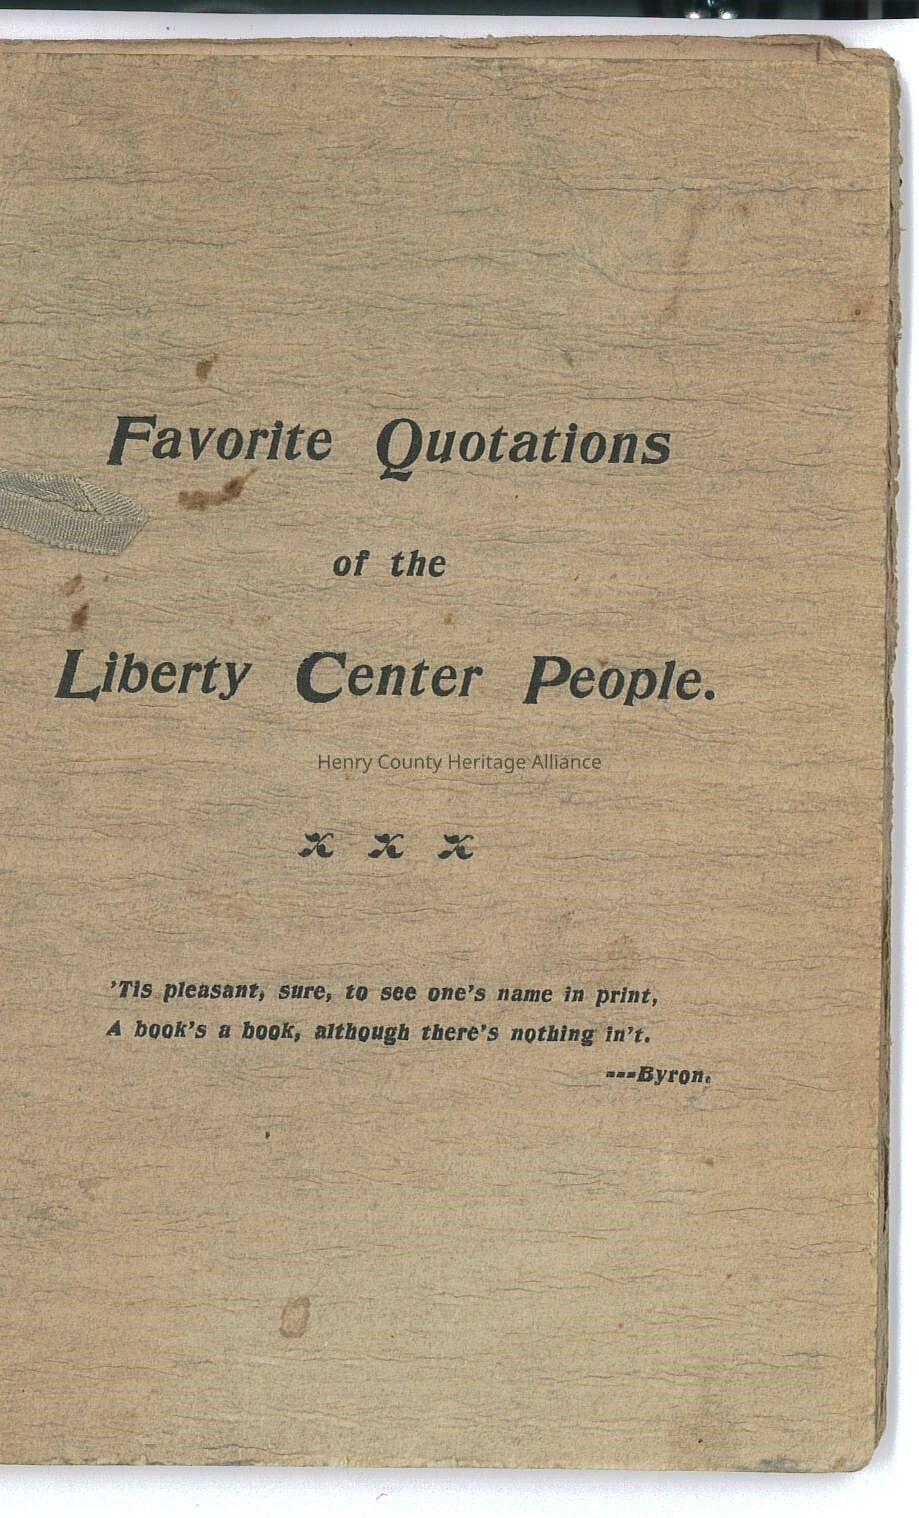 Favorite Quotations
of the
Liberty Center People.
Henry County Heritage Alliance
x x x
'Tis pleasant, sure, to see one's name in print,
A book's a book, although there's nothing in't.
---Byron.